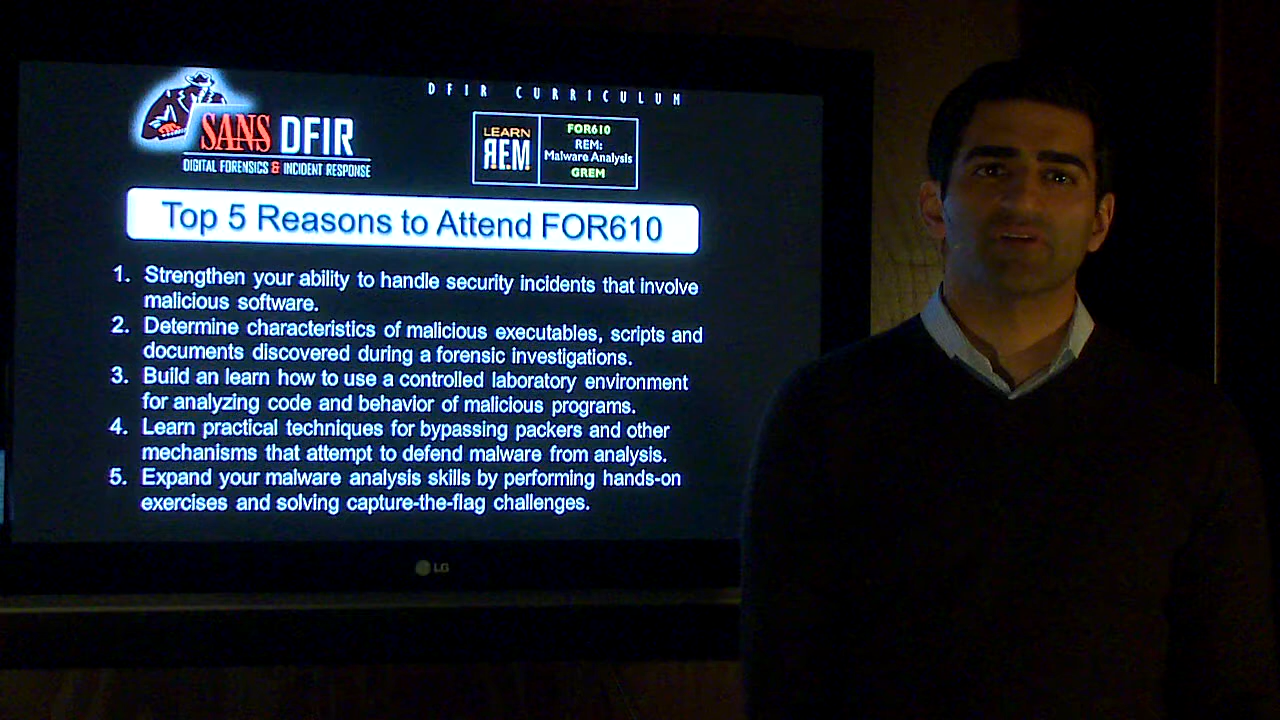 DFIR CURRICULUM
SANS DFIR
DIGITAL FORENSICS & INCIDENT RESPONSE
LEARN
R.E.M
FOR610
REM:
Malware Analysis
GREM
Top 5 Reasons to Attend FOR610
1. Strengthen your ability to handle security incidents that involve
malicious software.
2. Determine characteristics of malicious executables, scripts and
documents discovered during a forensic investigations.
3. Build an learn how to use a controlled laboratory environment
for analyzing code and behavior of malicious programs.
4. Learn practical techniques for bypassing packers and other
mechanisms that attempt to defend malware from analysis.
5. Expand your malware analysis skills by performing hands-on
exercises and solving capture-the-flag challenges.
LG